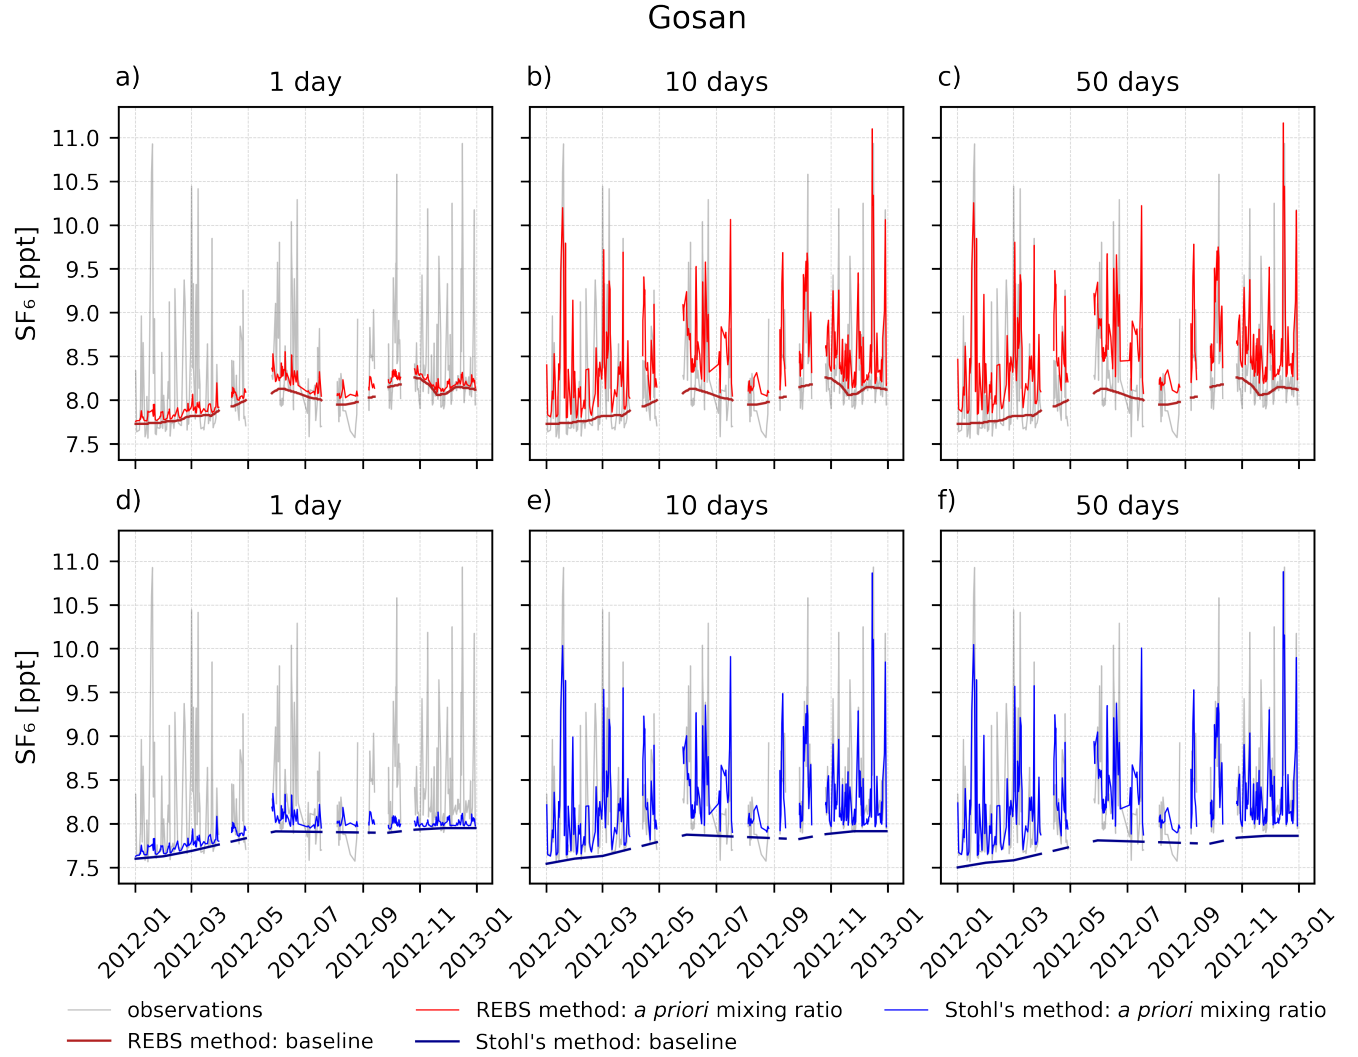 Gosan
a) 1 day b) 10 days c) 50 days
SF₆ [ppt]
11.0
10.5
10.0
9.5
9.0
8.5
8.0
7.5
d) 1 day e) 10 days f) 50 days
SF₆ [ppt]
11.0
10.5
10.0
9.5
9.0
8.5
8.0
7.5
2012-01 2012-03 2012-05 2012-07 2012-09 2012-11 2013-01 2012-01 2012-03 2012-05 2012-07 2012-09 2012-11 2013-01 2012-01 2012-03 2012-05 2012-07 2012-09 2012-11 2013-01
observations REBS method: a priori mixing ratio Stohl's method: a priori mixing ratio
REBS method: baseline Stohl's method: baseline